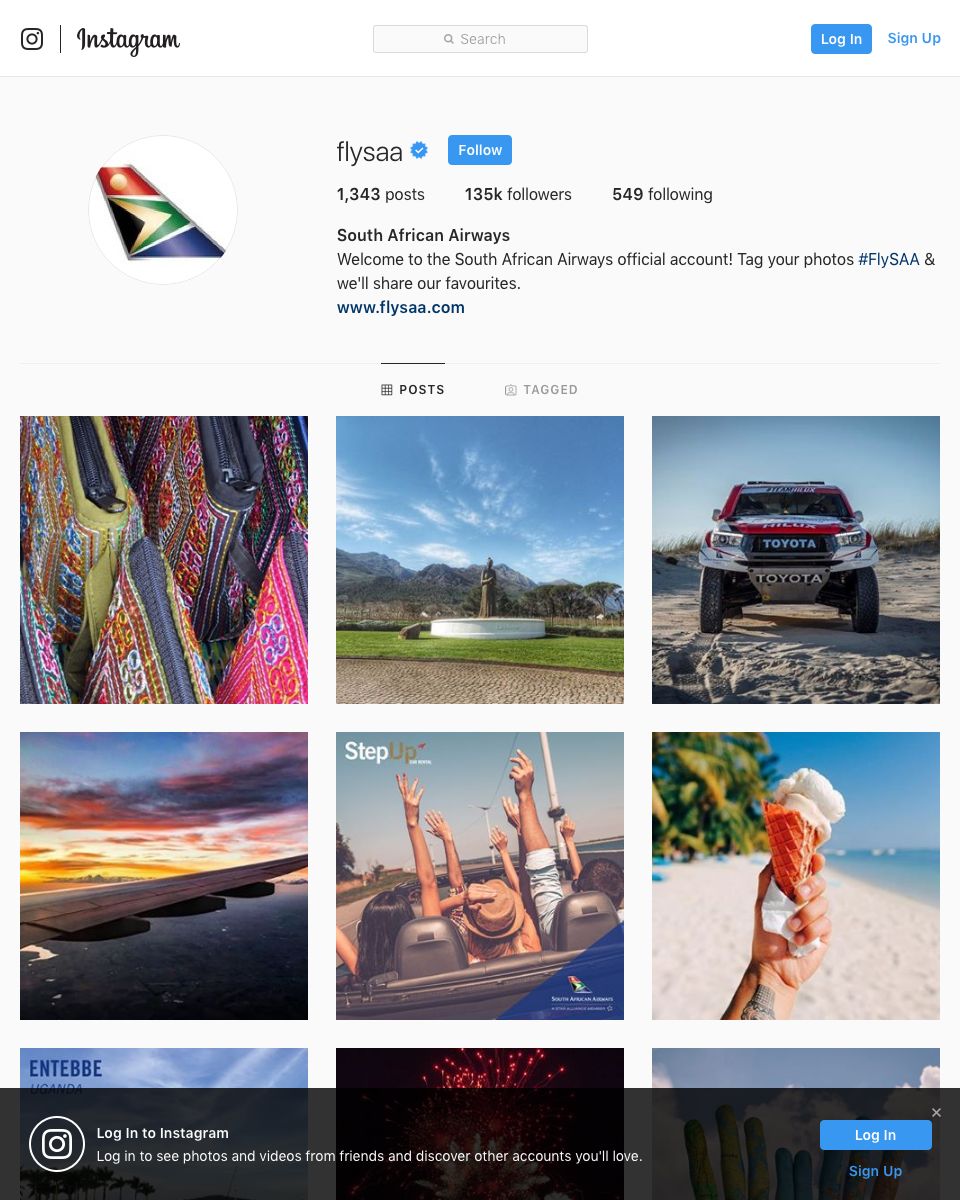 Instagram
Search
Log In
Sign Up
flysaa
Follow
1,343 posts
135k followers
549 following
South African Airways
Welcome to the South African Airways official account! Tag your photos #FlySAA &
we'll share our favourites.
www.flysaa.com
POSTS
TAGGED
HILUX
TOYOTA
TOYOTA
StepUp
CAR RENTAL
SOUTH AFRICAN AIRWAYS
A STAR ALLIANCE MEMBER
ENTEBBE
UGANDA
Log In to Instagram
Log in to see photos and videos from friends and discover other accounts you'll love.
Log In
Sign Up